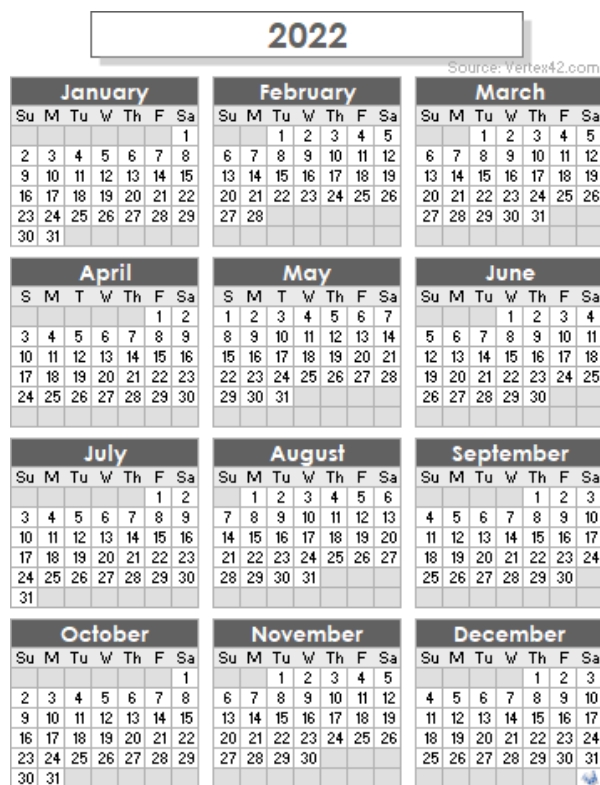 2022
Source: Vertex42.com
January
Su M Tu W Th F Sa
1
2 3 4 5 6 7 8
9 10 11 12 13 14 15
16 17 18 19 20 21 22
23 24 25 26 27 28 29
30 31
February
Su M Tu W Th F Sa
1 2 3 4 5
6 7 8 9 10 11 12
13 14 15 16 17 18 19
20 21 22 23 24 25 26
27 28
March
Su M Tu W Th F Sa
1 2 3 4 5
6 7 8 9 10 11 12
13 14 15 16 17 18 19
20 21 22 23 24 25 26
27 28 29 30 31
April
S M T W Th F Sa
1 2
3 4 5 6 7 8 9
10 11 12 13 14 15 16
17 18 19 20 21 22 23
24 25 26 27 28 29 30
May
S M T W Th F Sa
1 2 3 4 5 6 7
8 9 10 11 12 13 14
15 16 17 18 19 20 21
22 23 24 25 26 27 28
29 30 31
June
Su M Tu W Th F Sa
1 2 3 4
5 6 7 8 9 10 11
12 13 14 15 16 17 18
19 20 21 22 23 24 25
26 27 28 29 30
July
Su M Tu W Th F Sa
1 2
3 4 5 6 7 8 9
10 11 12 13 14 15 16
17 18 19 20 21 22 23
24 25 26 27 28 29 30
31
August
Su M Tu W Th F Sa
1 2 3 4 5 6
7 8 9 10 11 12 13
14 15 16 17 18 19 20
21 22 23 24 25 26 27
28 29 30 31
September
Su M Tu W Th F Sa
1 2 3
4 5 6 7 8 9 10
11 12 13 14 15 16 17
18 19 20 21 22 23 24
25 26 27 28 29 30
October
Su M Tu W Th F Sa
1
2 3 4 5 6 7 8
9 10 11 12 13 14 15
16 17 18 19 20 21 22
23 24 25 26 27 28 29
30 31
November
Su M Tu W Th F Sa
1 2 3 4 5
6 7 8 9 10 11 12
13 14 15 16 17 18 19
20 21 22 23 24 25 26
27 28 29 30
December
Su M Tu W Th F Sa
1 2 3
4 5 6 7 8 9 10
11 12 13 14 15 16 17
18 19 20 21 22 23 24
25 26 27 28 29 30 31